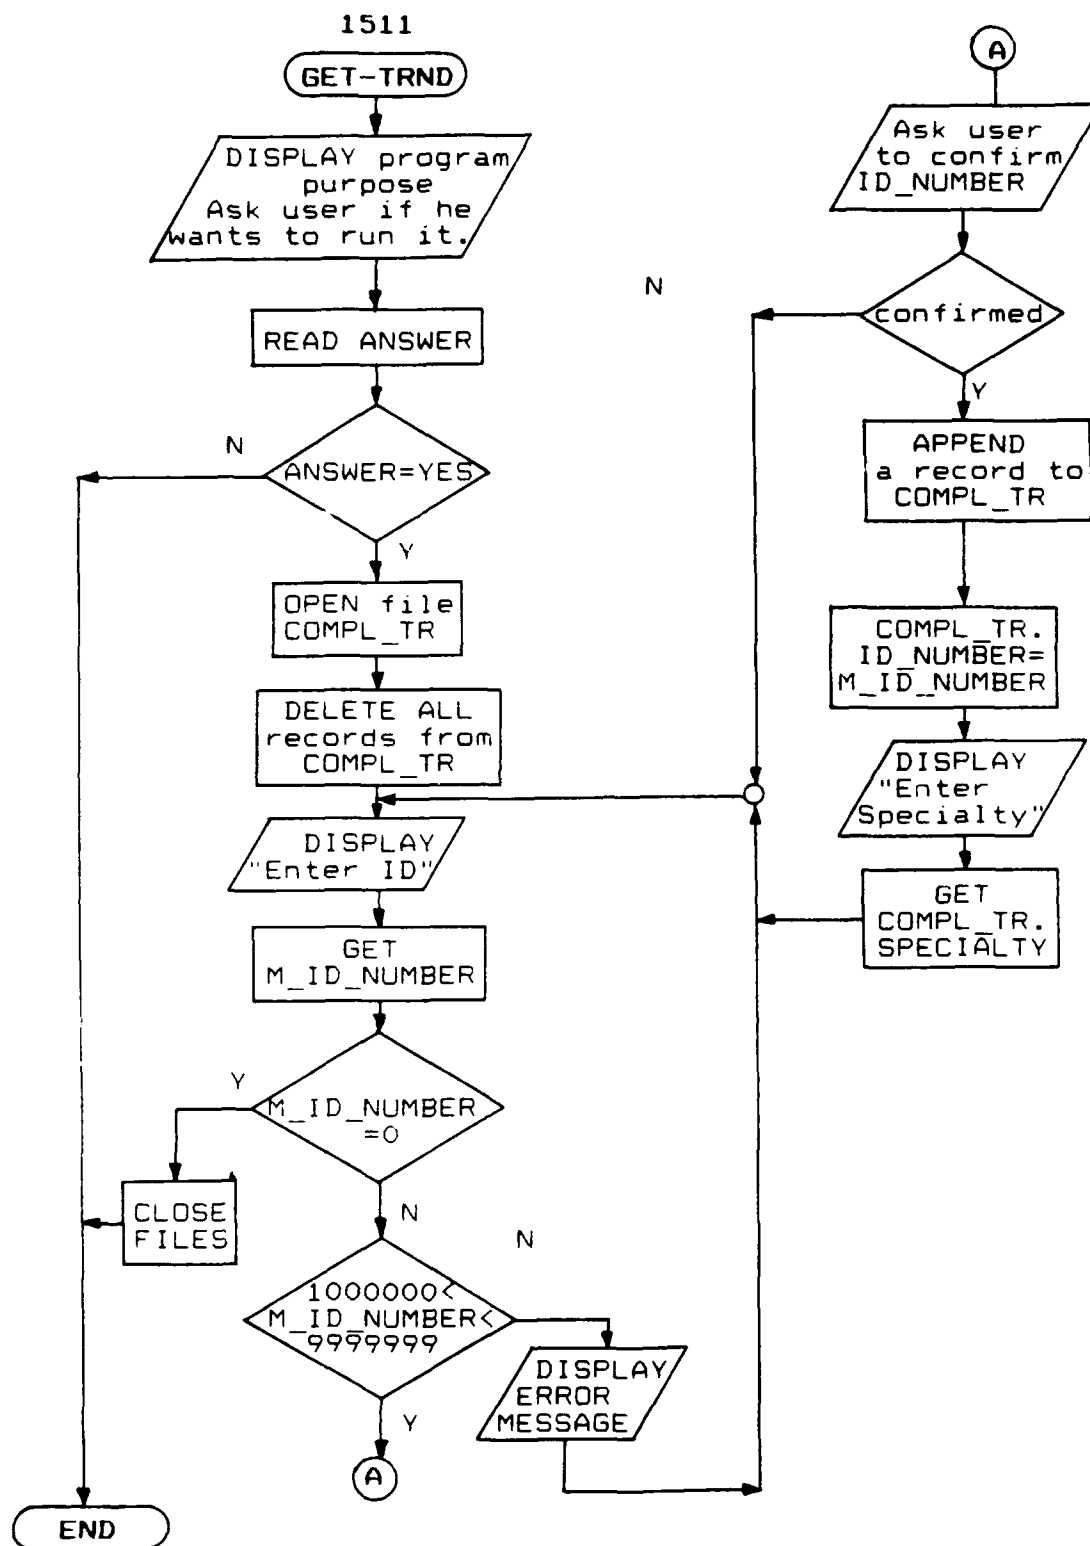 1511
GET-TRND
DISPLAY program
purpose
Ask user if he
wants to run it.
READ ANSWER
N
ANSWER=YES
Y
OPEN file
COMPL_TR
DELETE ALL
records from
COMPL_TR
DISPLAY
"Enter ID"
GET
M_ID_NUMBER
Y
M_ID_NUMBER
=0
CLOSE
FILES
N
N
1000000<
M_ID_NUMBER<
9999999
DISPLAY
ERROR
MESSAGE
Y
A
END
A
Ask user
to confirm
ID_NUMBER
N
confirmed
Y
APPEND
a record to
COMPL_TR
COMPL_TR.
ID_NUMBER=
M_ID_NUMBER
DISPLAY
"Enter
Specialty"
GET
COMPL_TR.
SPECIALTY